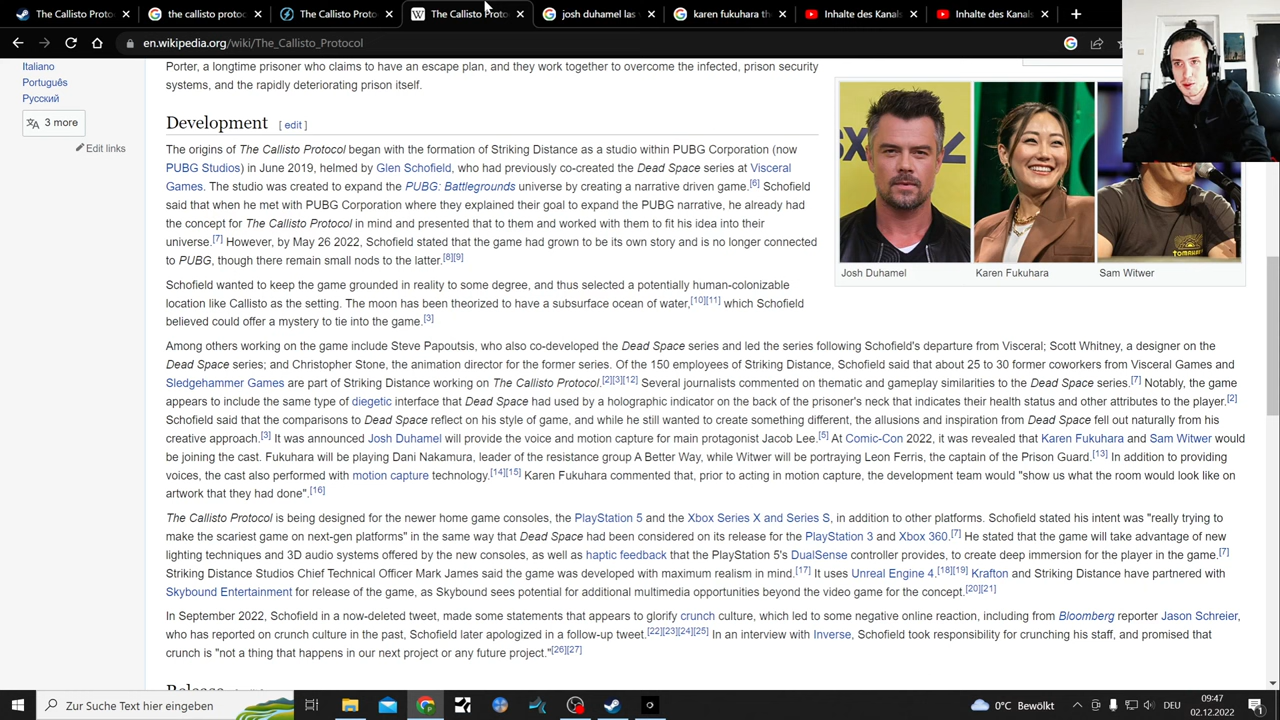 The Callisto Proto
the callisto proto
The Callisto Prot
The Callisto Proto
josh duhamel las
karen fukuhara th
Inhalte des Kanals
Inhalte des Kanals
en.wikipedia.org/wiki/The_Callisto_Protocol
Italiano
Português
Русский
3 more
Edit links
Porter, a longtime prisoner who claims to have an escape plan, and they work together to overcome the infected, prison security
systems, and the rapidly deteriorating prison itself.
Development [ edit ]
The origins of The Callisto Protocol began with the formation of Striking Distance as a studio within PUBG Corporation (now
PUBG Studios) in June 2019, helmed by Glen Schofield, who had previously co-created the Dead Space series at Visceral
Games. The studio was created to expand the PUBG: Battlegrounds universe by creating a narrative driven game.[6] Schofield
said that when he met with PUBG Corporation where they explained their goal to expand the PUBG narrative, he already had
the concept for The Callisto Protocol in mind and presented that to them and worked with them to fit his idea into their
universe.[7] However, by May 26 2022, Schofield stated that the game had grown to be its own story and is no longer connected
to PUBG, though there remain small nods to the latter.[8][9]
Josh Duhamel
Karen Fukuhara
Sam Witwer
Schofield wanted to keep the game grounded in reality to some degree, and thus selected a potentially human-colonizable
location like Callisto as the setting. The moon has been theorized to have a subsurface ocean of water,[10][11] which Schofield
believed could offer a mystery to tie into the game.[3]
Among others working on the game include Steve Papoutsis, who also co-developed the Dead Space series and led the series following Schofield's departure from Visceral; Scott Whitney, a designer on the
Dead Space series; and Christopher Stone, the animation director for the former series. Of the 150 employees of Striking Distance, Schofield said that about 25 to 30 former coworkers from Visceral Games and
Sledgehammer Games are part of Striking Distance working on The Callisto Protocol.[2][3][12] Several journalists commented on thematic and gameplay similarities to the Dead Space series.[7] Notably, the game
appears to include the same type of diegetic interface that Dead Space had used by a holographic indicator on the back of the prisoner's neck that indicates their health status and other attributes to the player.[2]
Schofield said that the comparisons to Dead Space reflect on his style of game, and while he still wanted to create something different, the allusions and inspiration from Dead Space fell out naturally from his
creative approach.[3] It was announced Josh Duhamel will provide the voice and motion capture for main protagonist Jacob Lee.[5] At Comic-Con 2022, it was revealed that Karen Fukuhara and Sam Witwer would
be joining the cast. Fukuhara will be playing Dani Nakamura, leader of the resistance group A Better Way, while Witwer will be portraying Leon Ferris, the captain of the Prison Guard.[13] In addition to providing
voices, the cast also performed with motion capture technology.[14][15] Karen Fukuhara commented that, prior to acting in motion capture, the development team would "show us what the room would look like on
artwork that they had done".[16]
The Callisto Protocol is being designed for the newer home game consoles, the PlayStation 5 and the Xbox Series X and Series S, in addition to other platforms. Schofield stated his intent was "really trying to
make the scariest game on next-gen platforms" in the same way that Dead Space had been considered on its release for the PlayStation 3 and Xbox 360.[7] He stated that the game will take advantage of new
lighting techniques and 3D audio systems offered by the new consoles, as well as haptic feedback that the PlayStation 5's DualSense controller provides, to create deep immersion for the player in the game.[7]
Striking Distance Studios Chief Technical Officer Mark James said the game was developed with maximum realism in mind.[17] It uses Unreal Engine 4.[18][19] Krafton and Striking Distance have partnered with
Skybound Entertainment for release of the game, as Skybound sees potential for additional multimedia opportunities beyond the video game for the concept.[20][21]
In September 2022, Schofield in a now-deleted tweet, made some statements that appears to glorify crunch culture, which led to some negative online reaction, including from Bloomberg reporter Jason Schreier,
who has reported on crunch culture in the past, Schofield later apologized in a follow-up tweet.[22][23][24][25] In an interview with Inverse, Schofield took responsibility for crunching his staff, and promised that
crunch is "not a thing that happens in our next project or any future project."[26][27]
Zur Suche Text hier eingeben
0°C Bewölkt
DEU
09:47
02.12.2022